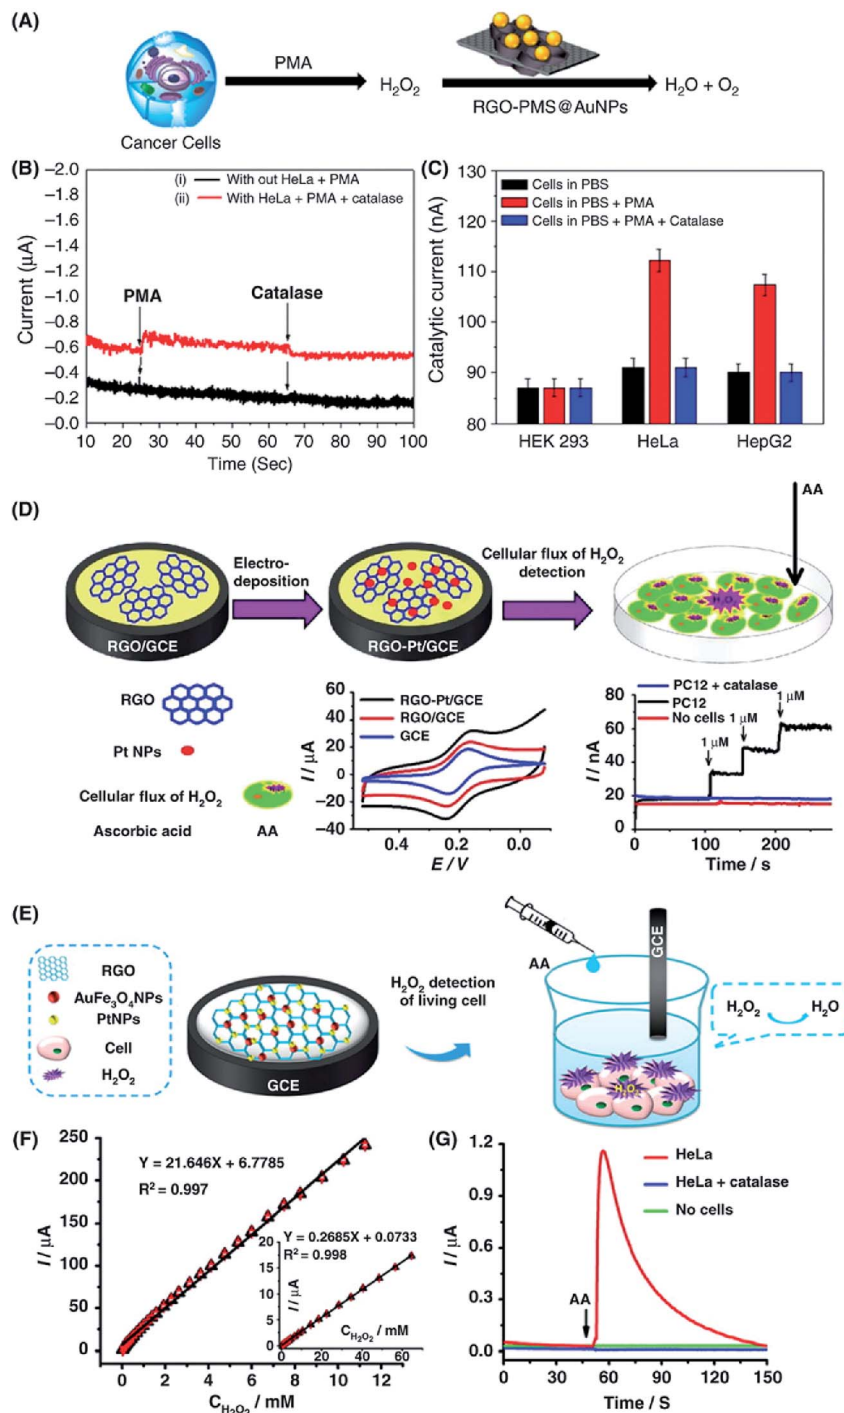 (A)
PMA
H₂O₂
H₂O + O₂
RGO-PMS@AuNPs
Cancer Cells
(B)
(i) With out HeLa + PMA
(ii) With HeLa + PMA + catalase
PMA
Catalase
Current (µA)
–2.0
–1.8
–1.6
–1.4
–1.2
–1.0
–0.8
–0.6
–0.4
–0.2
–0.0
10 20 30 40 50 60 70 80 90 100
Time (Sec)
(C)
Cells in PBS
Cells in PBS + PMA
Cells in PBS + PMA + Catalase
Catalytic current (nA)
130
120
110
100
90
80
HEK 293 HeLa HepG2
(D)
AA
Electro-
deposition
Cellular flux of H₂O₂
detection
H₂O₂
RGO/GCE
RGO-Pt/GCE
RGO
Pt NPs
Cellular flux of H₂O₂
Ascorbic acid AA
RGO-Pt/GCE
RGO/GCE
GCE
I / µA
60
40
20
0
–20
–40
0.4 0.2 0.0
E / V
PC12 + catalase
PC12
No cells
1 µM
1 µM
1 µM
I / nA
80
60
40
20
0
0 100 200
Time / s
(E)
RGO
AuFe₃O₄NPs
PtNPs
Cell
H₂O₂
GCE
H₂O₂ detection
of living cell
AA
GCE
H₂O₂
H₂O₂ H₂O
(F)
Y = 21.646X + 6.7785
R² = 0.997
I / µA
250
200
150
100
50
0
0 2 4 6 8 10 12
C_H₂O₂ / mM
Y = 0.2685X + 0.0733
R² = 0.998
I / µA
20
15
10
5
0
0 20 40 60
C_H₂O₂ / mM
(G)
HeLa
HeLa + catalase
No cells
AA
I / µA
1.2
0.9
0.6
0.3
0.0
0 30 60 90 120 150
Time / S